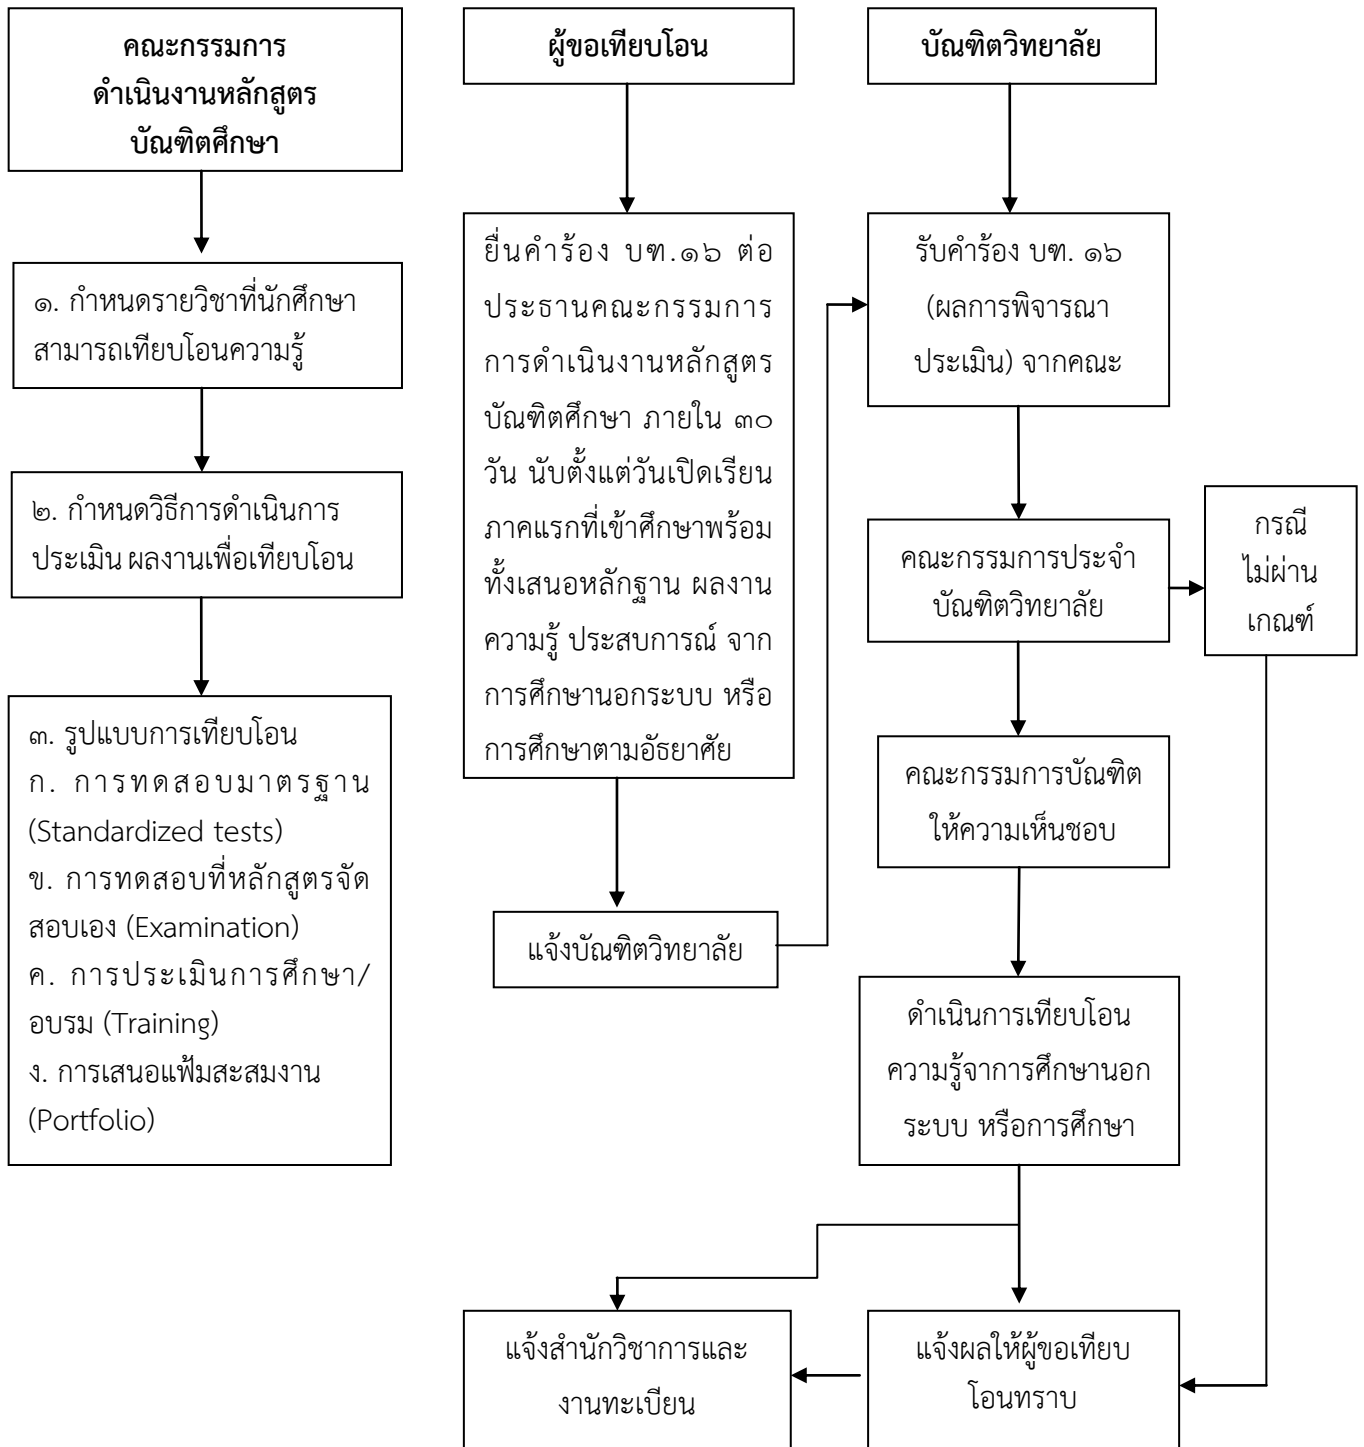 คณะกรรมการ
ดำเนินงานหลักสูตร
บัณฑิตศึกษา
๑. กำหนดรายวิชาที่นักศึกษา
สามารถเทียบโอนความรู้
๒. กำหนดวิธีการดำเนินการ
ประเมิน ผลงานเพื่อเทียบโอน
๓. รูปแบบการเทียบโอน
ก. การทดสอบมาตรฐาน
(Standardized tests)
ข. การทดสอบที่หลักสูตรจัด
สอบเอง (Examination)
ค. การประเมินการศึกษา/
อบรม (Training)
ง. การเสนอแฟ้มสะสมงาน
(Portfolio)
ผู้ขอเทียบโอน
ยื่นคำร้อง บฑ.๑๖ ต่อ
ประธานคณะกรรมการ
การดำเนินงานหลักสูตร
บัณฑิตศึกษา ภายใน ๓๐
วัน นับตั้งแต่วันเปิดเรียน
ภาคแรกที่เข้าศึกษาพร้อม
ทั้งเสนอหลักฐาน ผลงาน
ความรู้ ประสบการณ์ จาก
การศึกษานอกระบบ หรือ
การศึกษาตามอัธยาศัย
แจ้งบัณฑิตวิทยาลัย
บัณฑิตวิทยาลัย
รับคำร้อง บฑ. ๑๖
(ผลการพิจารณา
ประเมิน) จากคณะ
คณะกรรมการประจำ
บัณฑิตวิทยาลัย
กรณี
ไม่ผ่าน
เกณฑ์
คณะกรรมการบัณฑิต
ให้ความเห็นชอบ
ดำเนินการเทียบโอน
ความรู้จาการศึกษานอก
ระบบ หรือการศึกษา
แจ้งสำนักวิชาการและ
งานทะเบียน
แจ้งผลให้ผู้ขอเทียบ
โอนทราบ